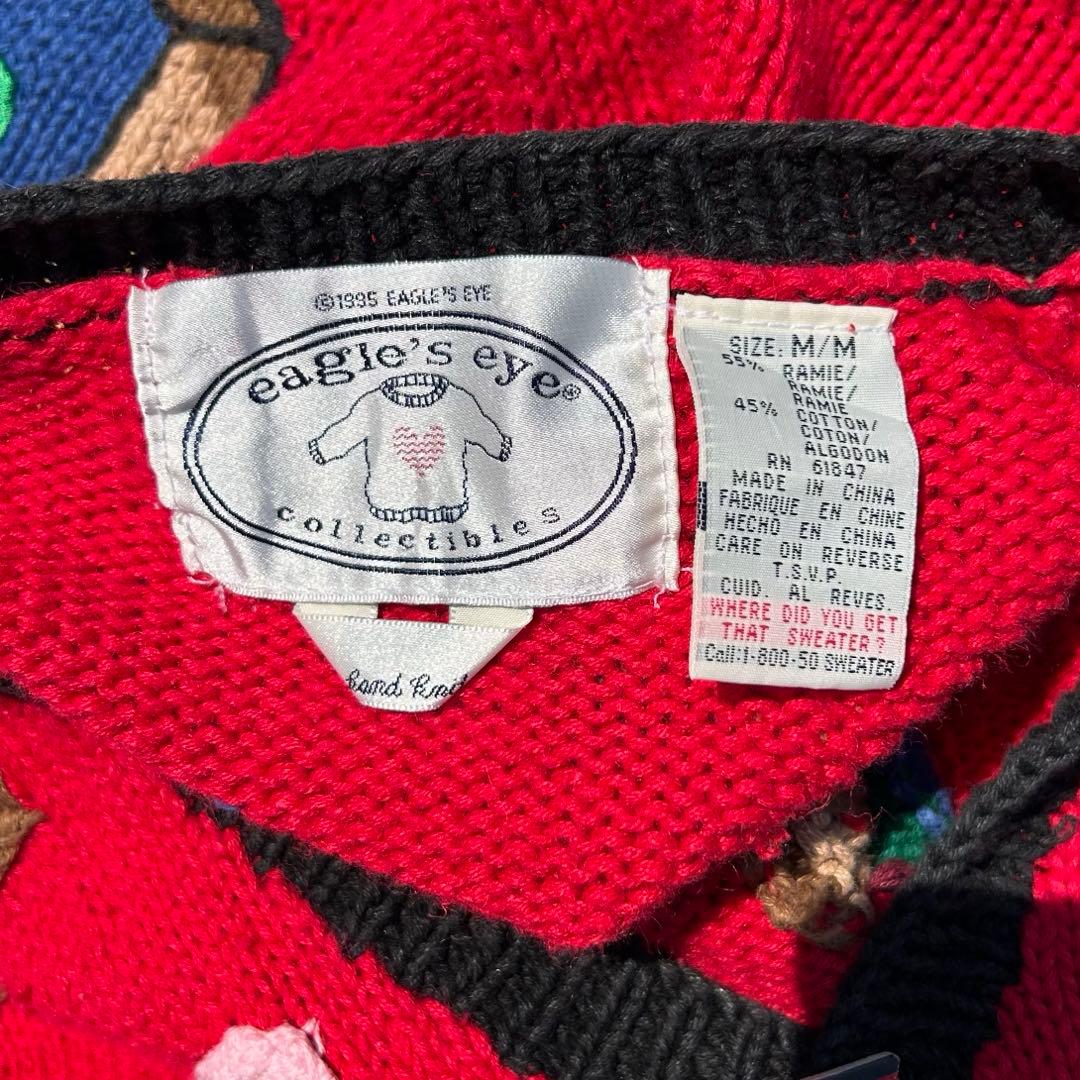 ©1995 EAGLE'S EYE
eagle's eye®
collectibles
hand knit
SIZE: M/M
55% RAMIE/
RAMIE/
RAMIE
45% COTTON/
COTON/
ALGODON
RN 61847
MADE IN CHINA
FABRIQUE EN CHINE
HECHO EN CHINA
CARE ON REVERSE
T.S.V.P.
CUID. AL REVES.
WHERE DID YOU GET
THAT SWEATER?
Call:1-800-50 SWEATER